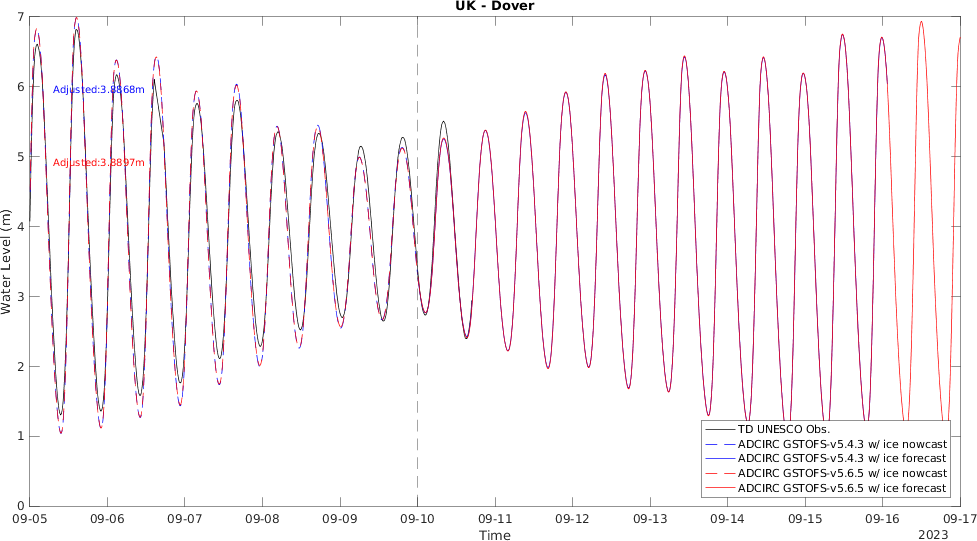 UK - Dover
7
6
5
4
3
2
1
0
Water Level (m)
Adjusted:3.8868m
Adjusted:3.8897m
TD UNESCO Obs.
ADCIRC GSTOFS-v5.4.3 w/ ice nowcast
ADCIRC GSTOFS-v5.4.3 w/ ice forecast
ADCIRC GSTOFS-v5.6.5 w/ ice nowcast
ADCIRC GSTOFS-v5.6.5 w/ ice forecast
09-05 09-06 09-07 09-08 09-09 09-10 09-11 09-12 09-13 09-14 09-15 09-16 09-17
Time
2023